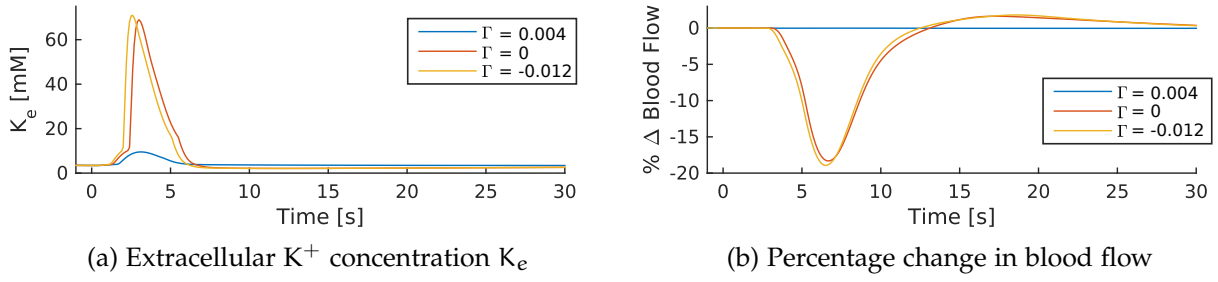 60
40
20
0
K_e [mM]
Γ = 0.004
Γ = 0
Γ = -0.012
0 5 10 15 20 25 30
Time [s]
(a) Extracellular K⁺ concentration K_e
0
-5
-10
-15
-20
% Δ Blood Flow
Γ = 0.004
Γ = 0
Γ = -0.012
0 5 10 15 20 25 30
Time [s]
(b) Percentage change in blood flow